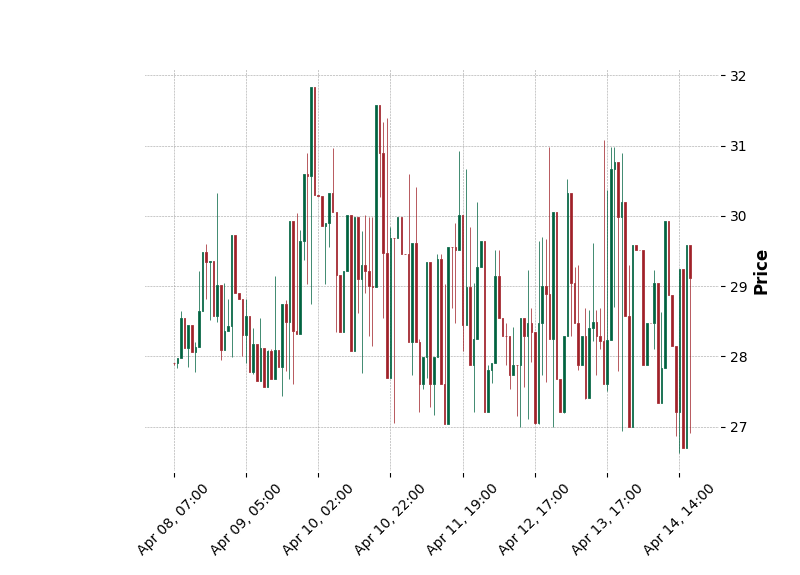 32
31
30
29
28
27
Price
Apr 08, 07:00
Apr 09, 05:00
Apr 10, 02:00
Apr 10, 22:00
Apr 11, 19:00
Apr 12, 17:00
Apr 13, 17:00
Apr 14, 14:00